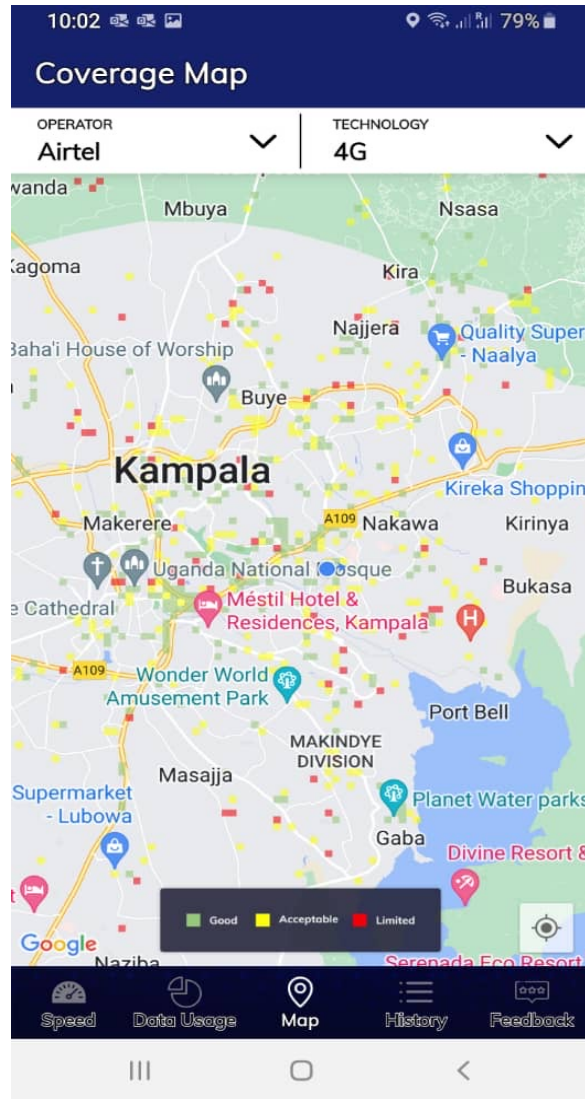 10:02
79%
Coverage Map
OPERATOR
Airtel
TECHNOLOGY
4G
wanda
Mbuya
Nsasa
Kagoma
Kira
Najjera
Quality Super
- Naalya
Baha'i House of Worship
Buye
Kampala
Kireka Shoppin
Makerere
A109
Nakawa
Kirinya
Uganda National Mosque
Bukasa
e Cathedral
Méstil Hotel &
Residences, Kampala
H
A109
Wonder World
Amusement Park
Port Bell
MAKINDYE
DIVISION
Masajja
Supermarket
- Lubowa
Planet Water parks
Gaba
Divine Resort &
t
Good
Acceptable
Limited
Google
Naziba
Serenada Eco Resort
Speed
Data Usage
Map
History
Feedback